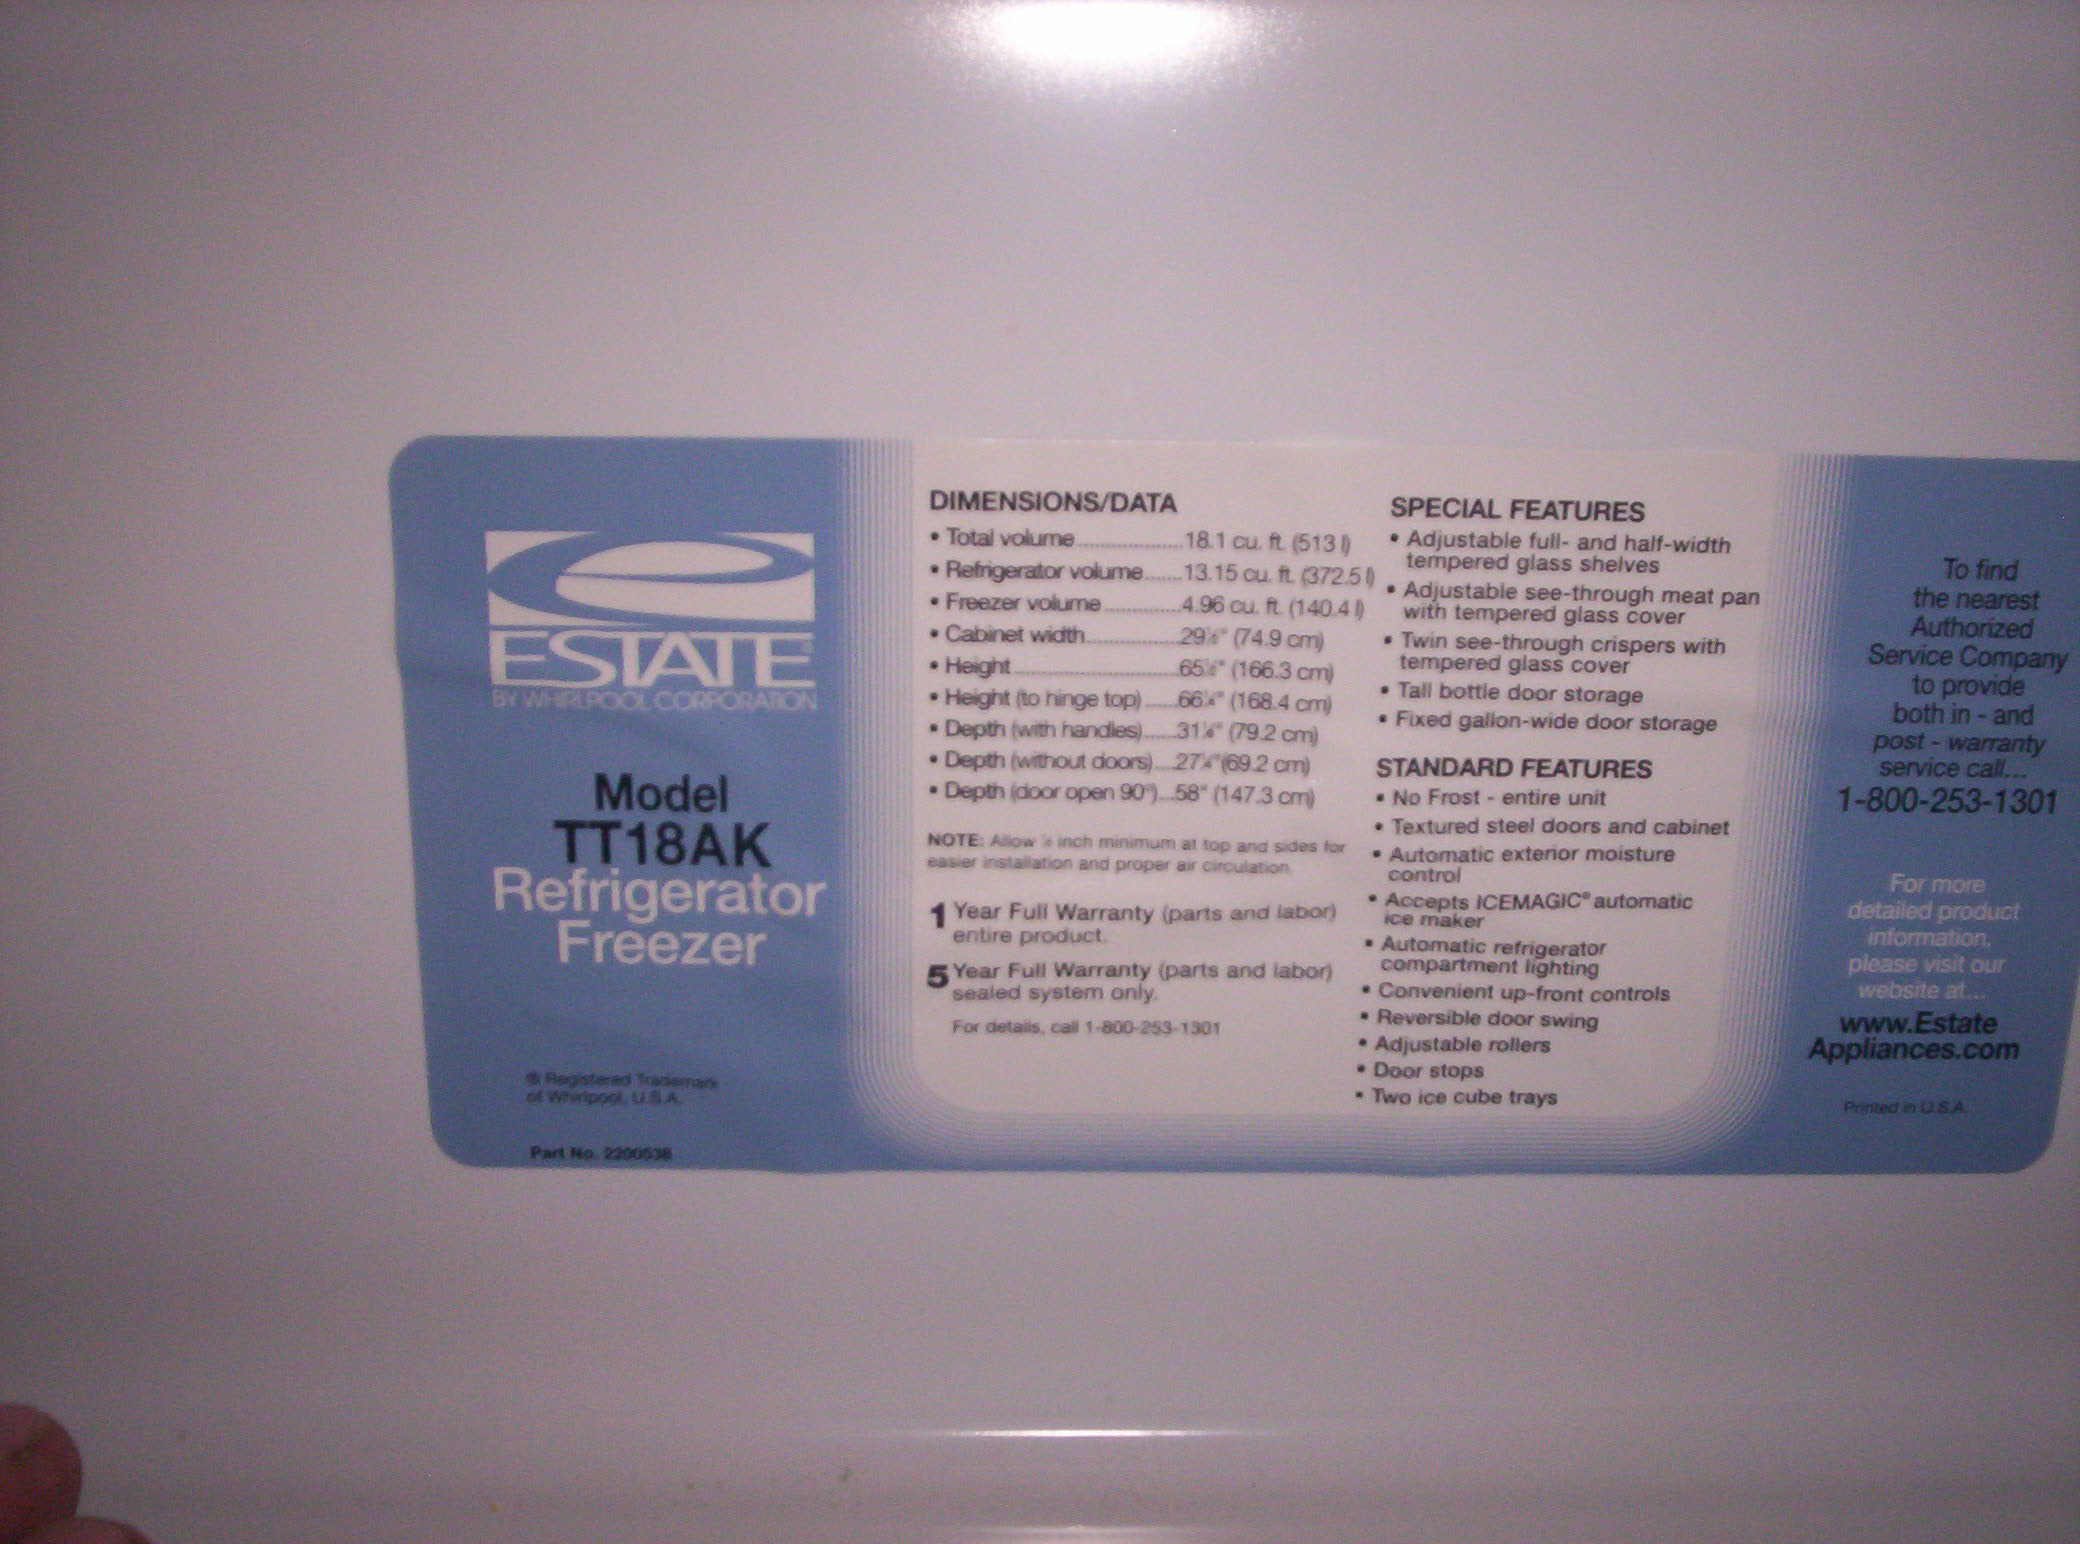 ESTATE®
BY WHIRLPOOL CORPORATION
Model
TT18AK
Refrigerator
Freezer
® Registered Trademark
of Whirlpool, U.S.A.
Part No. 2200538
DIMENSIONS/DATA
• Total volume......................18.1 cu. ft. (513 l)
• Refrigerator volume.......13.15 cu. ft. (372.5 l)
• Freezer volume...............4.96 cu. ft. (140.4 l)
• Cabinet width...................(74.9 cm)
• Height.................................(166.3 cm)
• Height (to hinge top)......66¼" (168.4 cm)
• Depth (with handles)......(79.2 cm)
• Depth (without doors)....27¼" (69.2 cm)
• Depth (door open 90°)...58" (147.3 cm)
NOTE: Allow inch minimum at top and sides for
easier installation and proper air circulation.
1 Year Full Warranty (parts and labor)
entire product.
5 Year Full Warranty (parts and labor)
sealed system only.
For details, call 1-800-253-1301
SPECIAL FEATURES
• Adjustable full- and half-width
tempered glass shelves
• Adjustable see-through meat pan
with tempered glass cover
• Twin see-through crispers with
tempered glass cover
• Tall bottle door storage
• Fixed gallon-wide door storage
STANDARD FEATURES
• No Frost - entire unit
• Textured steel doors and cabinet
• Automatic exterior moisture
control
• Accepts ICEMAGIC® automatic
ice maker
• Automatic refrigerator
compartment lighting
• Convenient up-front controls
• Reversible door swing
• Adjustable rollers
• Door stops
• Two ice cube trays
To find
the nearest
Authorized
Service Company
to provide
both in - and
post - warranty
service call...
1-800-253-1301
For more
detailed product
information,
please visit our
website at...
www.Estate
Appliances.com
Printed in U.S.A.